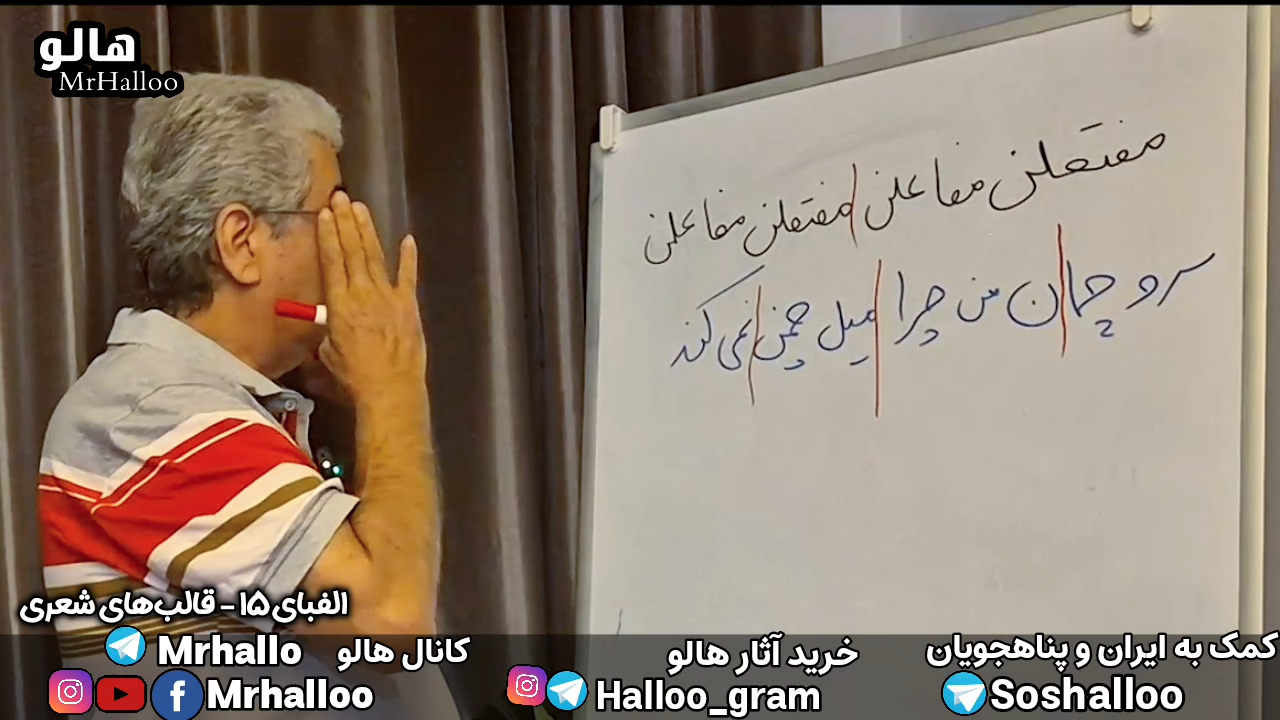 هالو
MrHalloo
مفتعلن مفاعلن مفتعلن مفاعلن
سرو چمان من چرا میل چمن نمی کند
الفبای ۱۵ - قالب‌های شعری
Mrhallo کانال هالو
Mrhalloo
خرید آثار هالو
Halloo_gram
کمک به ایران و پناهجویان
Soshalloo